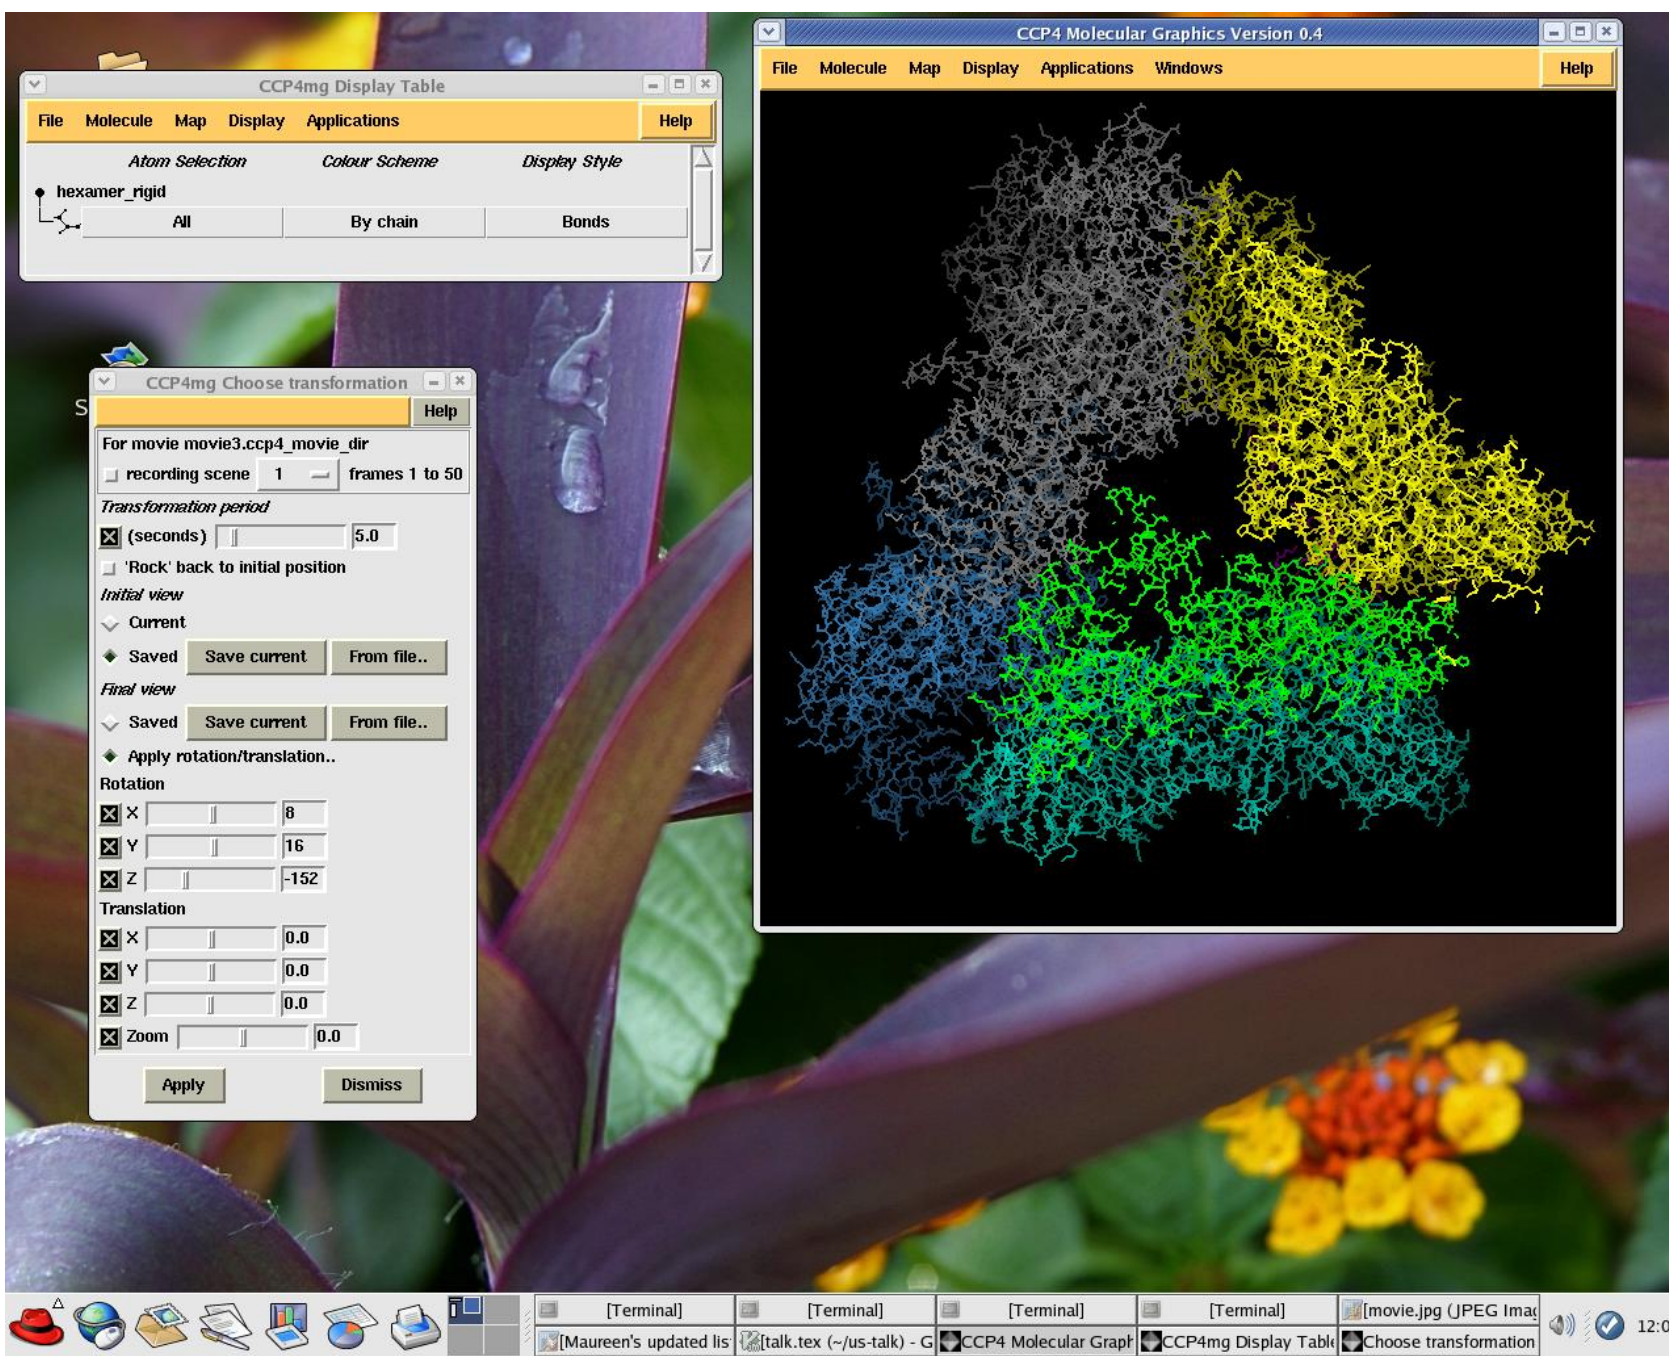 CCP4mg Display Table
File Molecule Map Display Applications Help
Atom Selection Colour Scheme Display Style
hexamer_rigid
All By chain Bonds
CCP4mg Choose transformation
Help
For movie movie3.ccp4_movie_dir
recording scene 1 frames 1 to 50
Transformation period
(seconds) 5.0
'Rock' back to initial position
Initial view
Current
Saved Save current From file..
Final view
Saved Save current From file..
Apply rotation/translation..
Rotation
X 8
Y 16
Z -152
Translation
X 0.0
Y 0.0
Z 0.0
Zoom 0.0
Apply Dismiss
S
CCP4 Molecular Graphics Version 0.4
File Molecule Map Display Applications Windows Help
[Terminal] [Terminal] [Terminal] [Terminal] [movie.jpg (JPEG Imag
[Maureen's updated lis [talk.tex (~/us-talk) - G CCP4 Molecular Graph CCP4mg Display Table Choose transformation
12:0